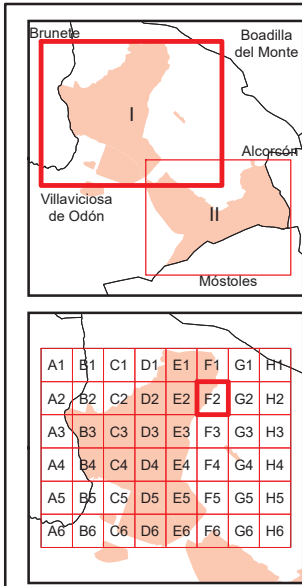 Brunete
Boadilla
del Monte
I
Alcorcón
Villaviciosa
de Odón
II
Móstoles
A1 B1 C1 D1 E1 F1 G1 H1
A2 B2 C2 D2 E2 F2 G2 H2
A3 B3 C3 D3 E3 F3 G3 H3
A4 B4 C4 D4 E4 F4 G4 H4
A5 B5 C5 D5 E5 F5 G5 H5
A6 B6 C6 D6 E6 F6 G6 H6